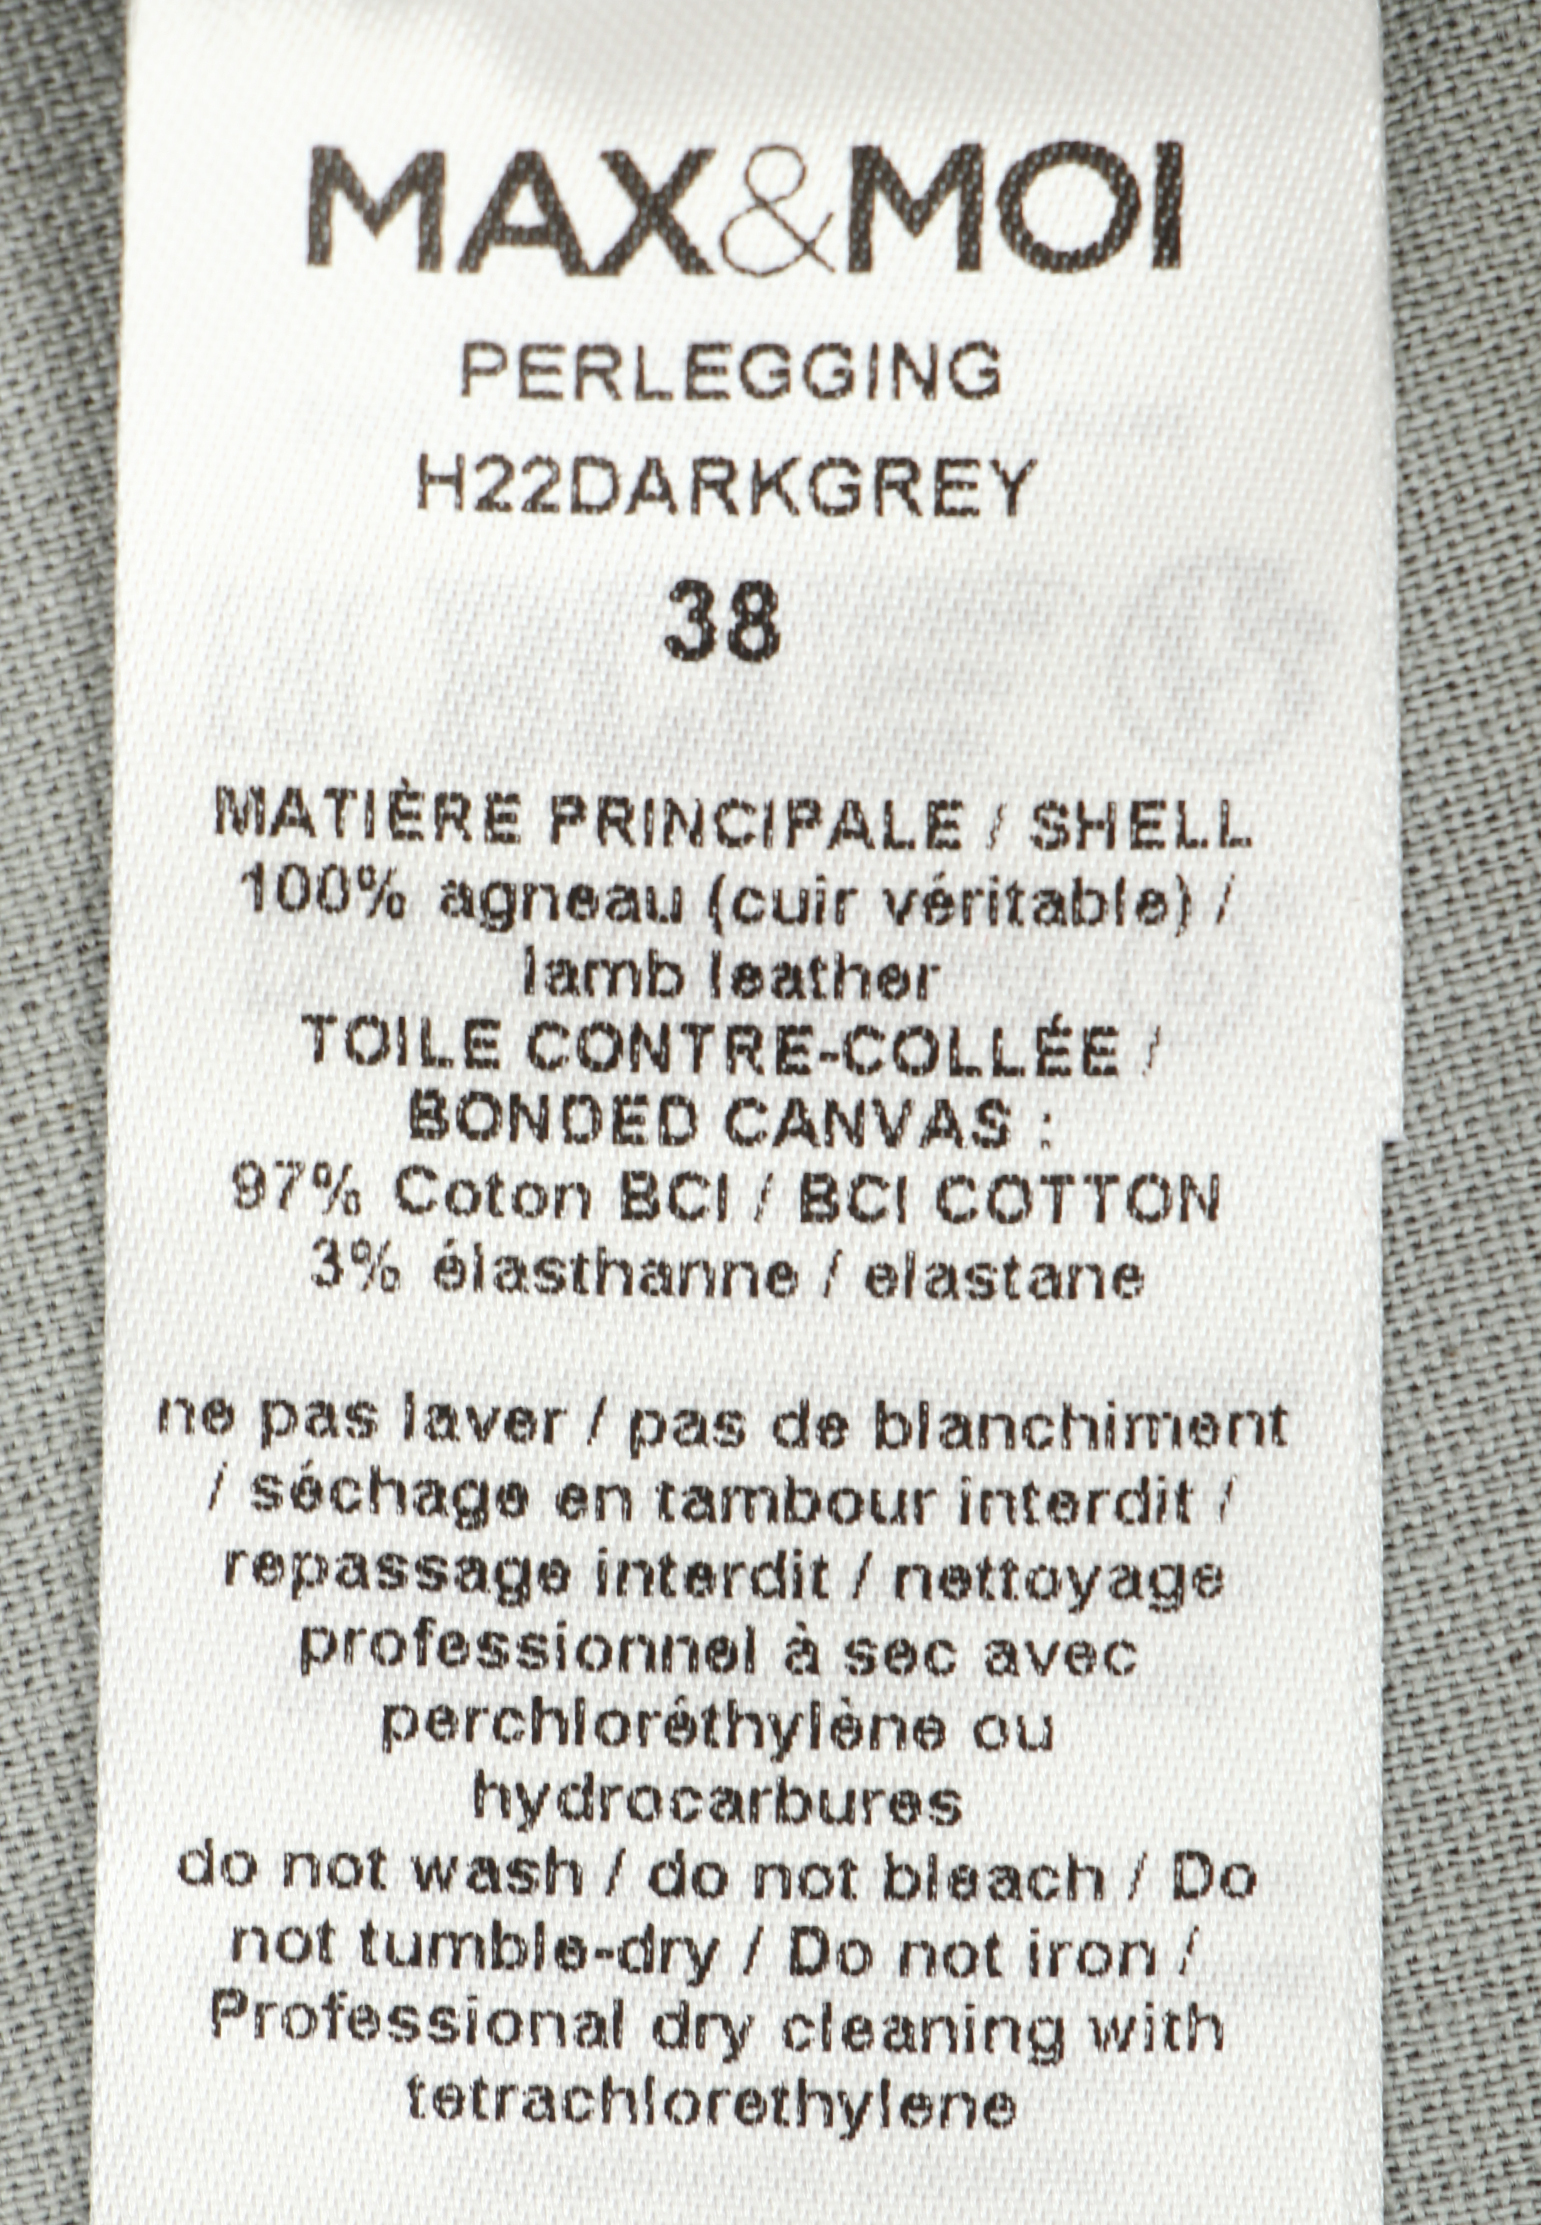 MAX&MOI
PERLEGGING
H22DARKGREY
38
MATIÈRE PRINCIPALE / SHELL
100% agneau (cuir véritable) /
lamb leather
TOILE CONTRE-COLLÉE /
BONDED CANVAS :
97% Coton BCI / BCI COTTON
3% élasthanne / elastane
ne pas laver / pas de blanchiment
/ séchage en tambour interdit /
repassage interdit / nettoyage
professionnel à sec avec
perchloréthylène ou
hydrocarbures
do not wash / do not bleach / Do
not tumble-dry / Do not iron /
Professional dry cleaning with
tetrachlorethylene